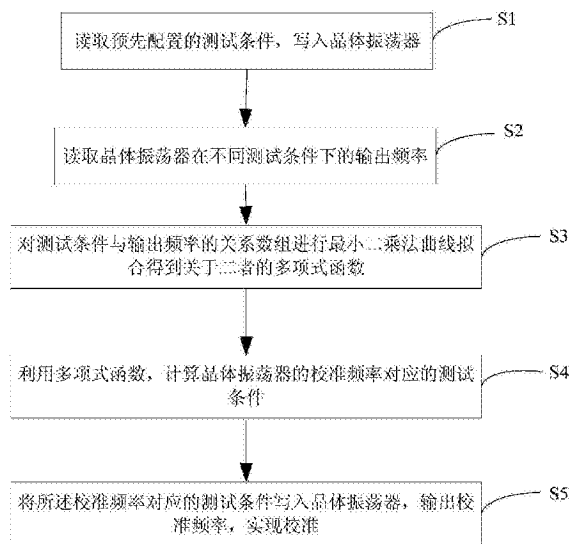 S1
读取预先配置的测试条件，写入晶体振荡器
S2
读取晶体振荡器在不同测试条件下的输出频率
S3
对测试条件与输出频率的关系数组进行最小二乘法曲线拟
合得到关于二者的多项式函数
S4
利用多项式函数，计算晶体振荡器的校准频率对应的测试
条件
S5
将所述校准频率对应的测试条件写入晶体振荡器，输出校
准频率，实现校准